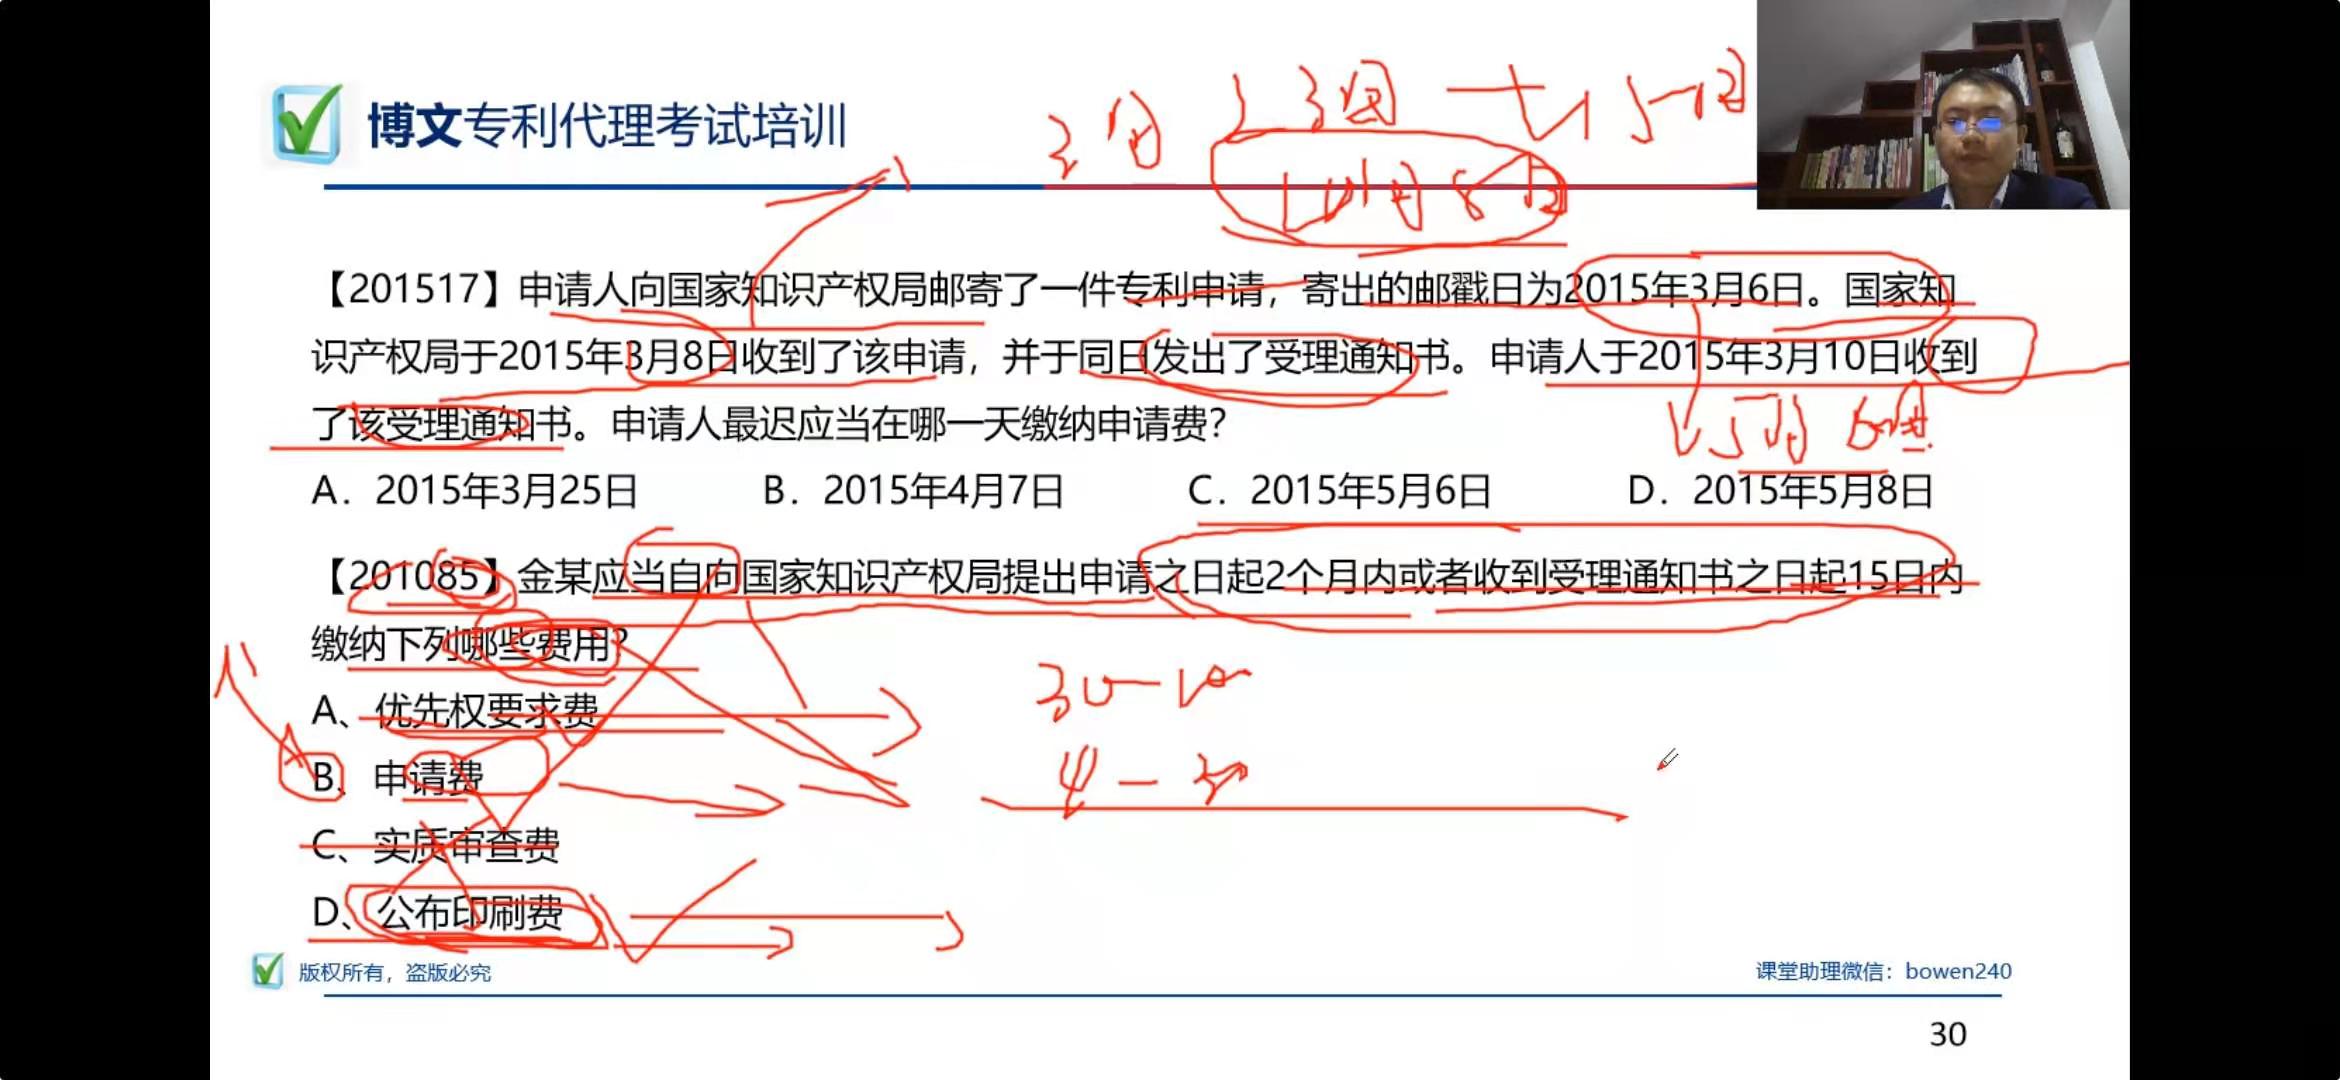 博文专利代理考试培训
2月
【201517】申请人向国家知识产权局邮寄了一件专利申请，寄出的邮戳日为2015年3月6日。国家知
识产权局于2015年3月8日收到了该申请，并于同日发出了受理通知书。申请人于2015年3月10日收到
了该受理通知书。申请人最迟应当在哪一天缴纳申请费？
A．2015年3月25日 B．2015年4月7日 C．2015年5月6日 D．2015年5月8日
【201085】金某应当自向国家知识产权局提出申请之日起2个月内或者收到受理通知书之日起15日内
缴纳下列哪些费用？
A、优先权要求费
B、申请费
C、实质审查费
D、公布印刷费
版权所有，盗版必究
课堂助理微信：bowen240
30